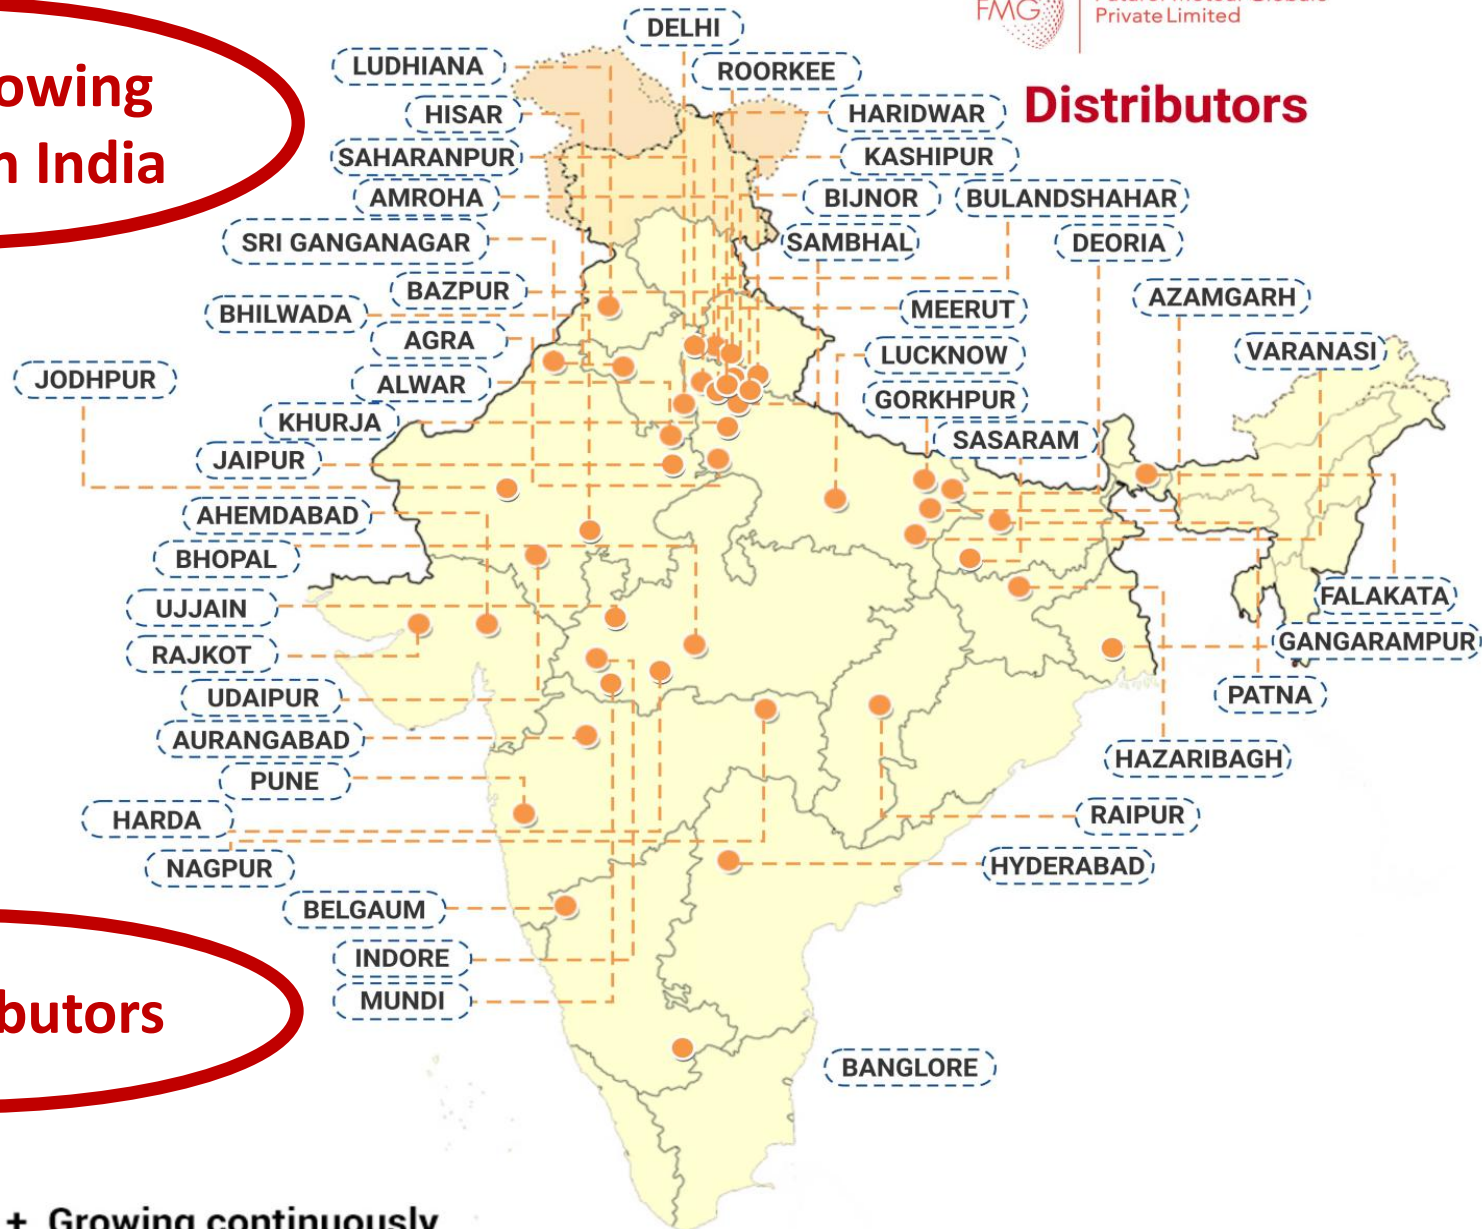 FMG
Private Limited
Distributors
owing
n India
DELHI
LUDHIANA
ROORKEE
HISAR
HARIDWAR
SAHARANPUR
KASHIPUR
AMROHA
BIJNOR
BULANDSHAHAR
SRI GANGANAGAR
SAMBHAL
DEORIA
BAZPUR
AZAMGARH
BHILWADA
MEERUT
AGRA
LUCKNOW
VARANASI
JODHPUR
ALWAR
GORKHPUR
KHURJA
SASARAM
JAIPUR
AHEMDABAD
BHOPAL
UJJAIN
FALAKATA
RAJKOT
GANGARAMPUR
UDAIPUR
PATNA
AURANGABAD
HAZARIBAGH
PUNE
HARDA
RAIPUR
NAGPUR
HYDERABAD
BELGAUM
INDORE
MUNDI
butors
BANGLORE
+ Growing continuously